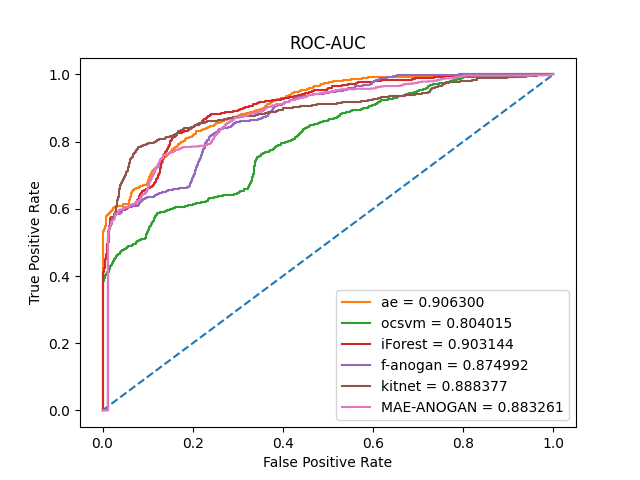 ROC-AUC
True Positive Rate
1.0
0.8
0.6
0.4
0.2
0.0
ae = 0.906300
ocsvm = 0.804015
iForest = 0.903144
f-anogan = 0.874992
kitnet = 0.888377
MAE-ANOGAN = 0.883261
0.0 0.2 0.4 0.6 0.8 1.0
False Positive Rate